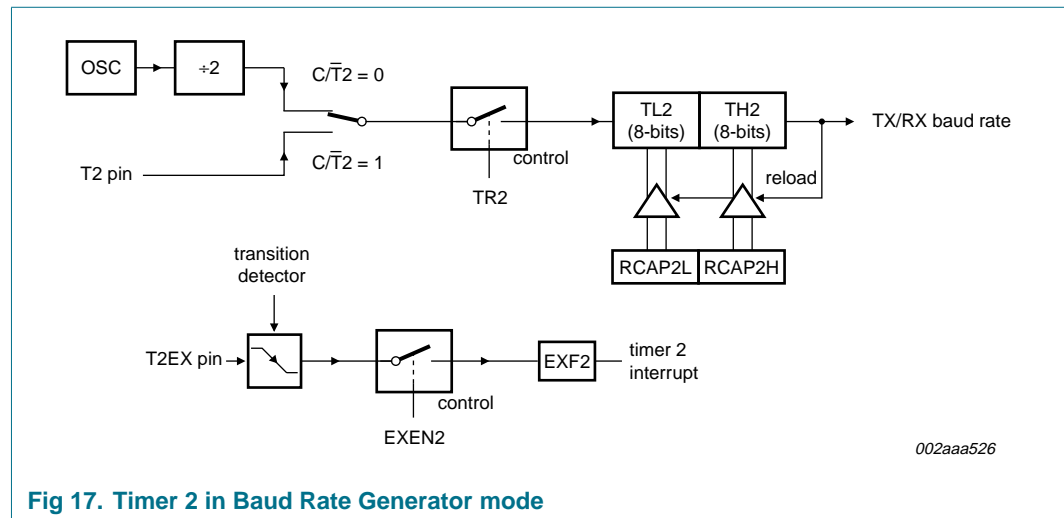 OSC
÷2
C/T̅2 = 0
C/T̅2 = 1
T2 pin
control
TR2
TL2
(8-bits)
TH2
(8-bits)
TX/RX baud rate
reload
RCAP2L
RCAP2H
transition
detector
T2EX pin
control
EXEN2
EXF2
timer 2
interrupt
002aaa526
Fig 17. Timer 2 in Baud Rate Generator mode